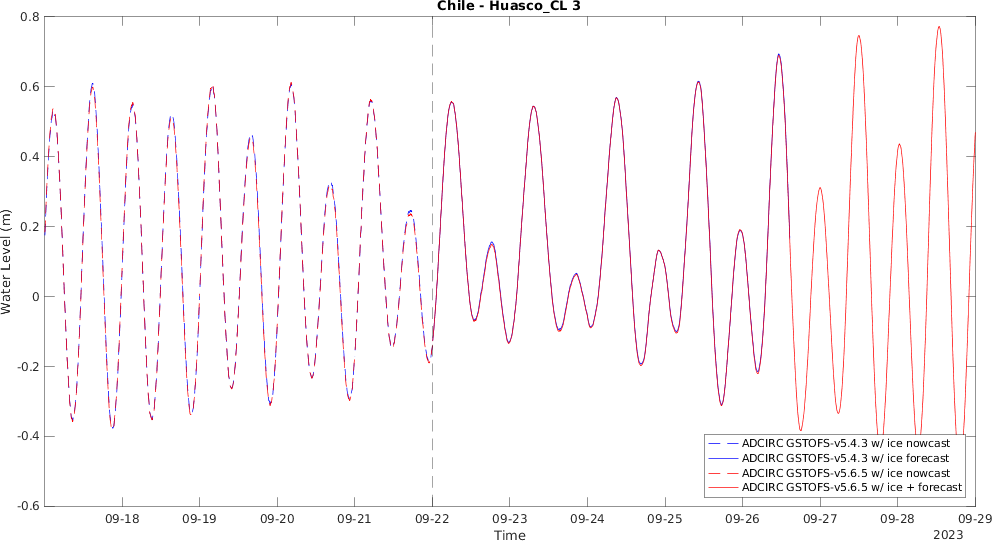 Chile - Huasco_CL 3
0.8
0.6
0.4
0.2
0
-0.2
-0.4
-0.6
Water Level (m)
09-18 09-19 09-20 09-21 09-22 09-23 09-24 09-25 09-26 09-27 09-28 09-29
Time
2023
ADCIRC GSTOFS-v5.4.3 w/ ice nowcast
ADCIRC GSTOFS-v5.4.3 w/ ice forecast
ADCIRC GSTOFS-v5.6.5 w/ ice nowcast
ADCIRC GSTOFS-v5.6.5 w/ ice + forecast